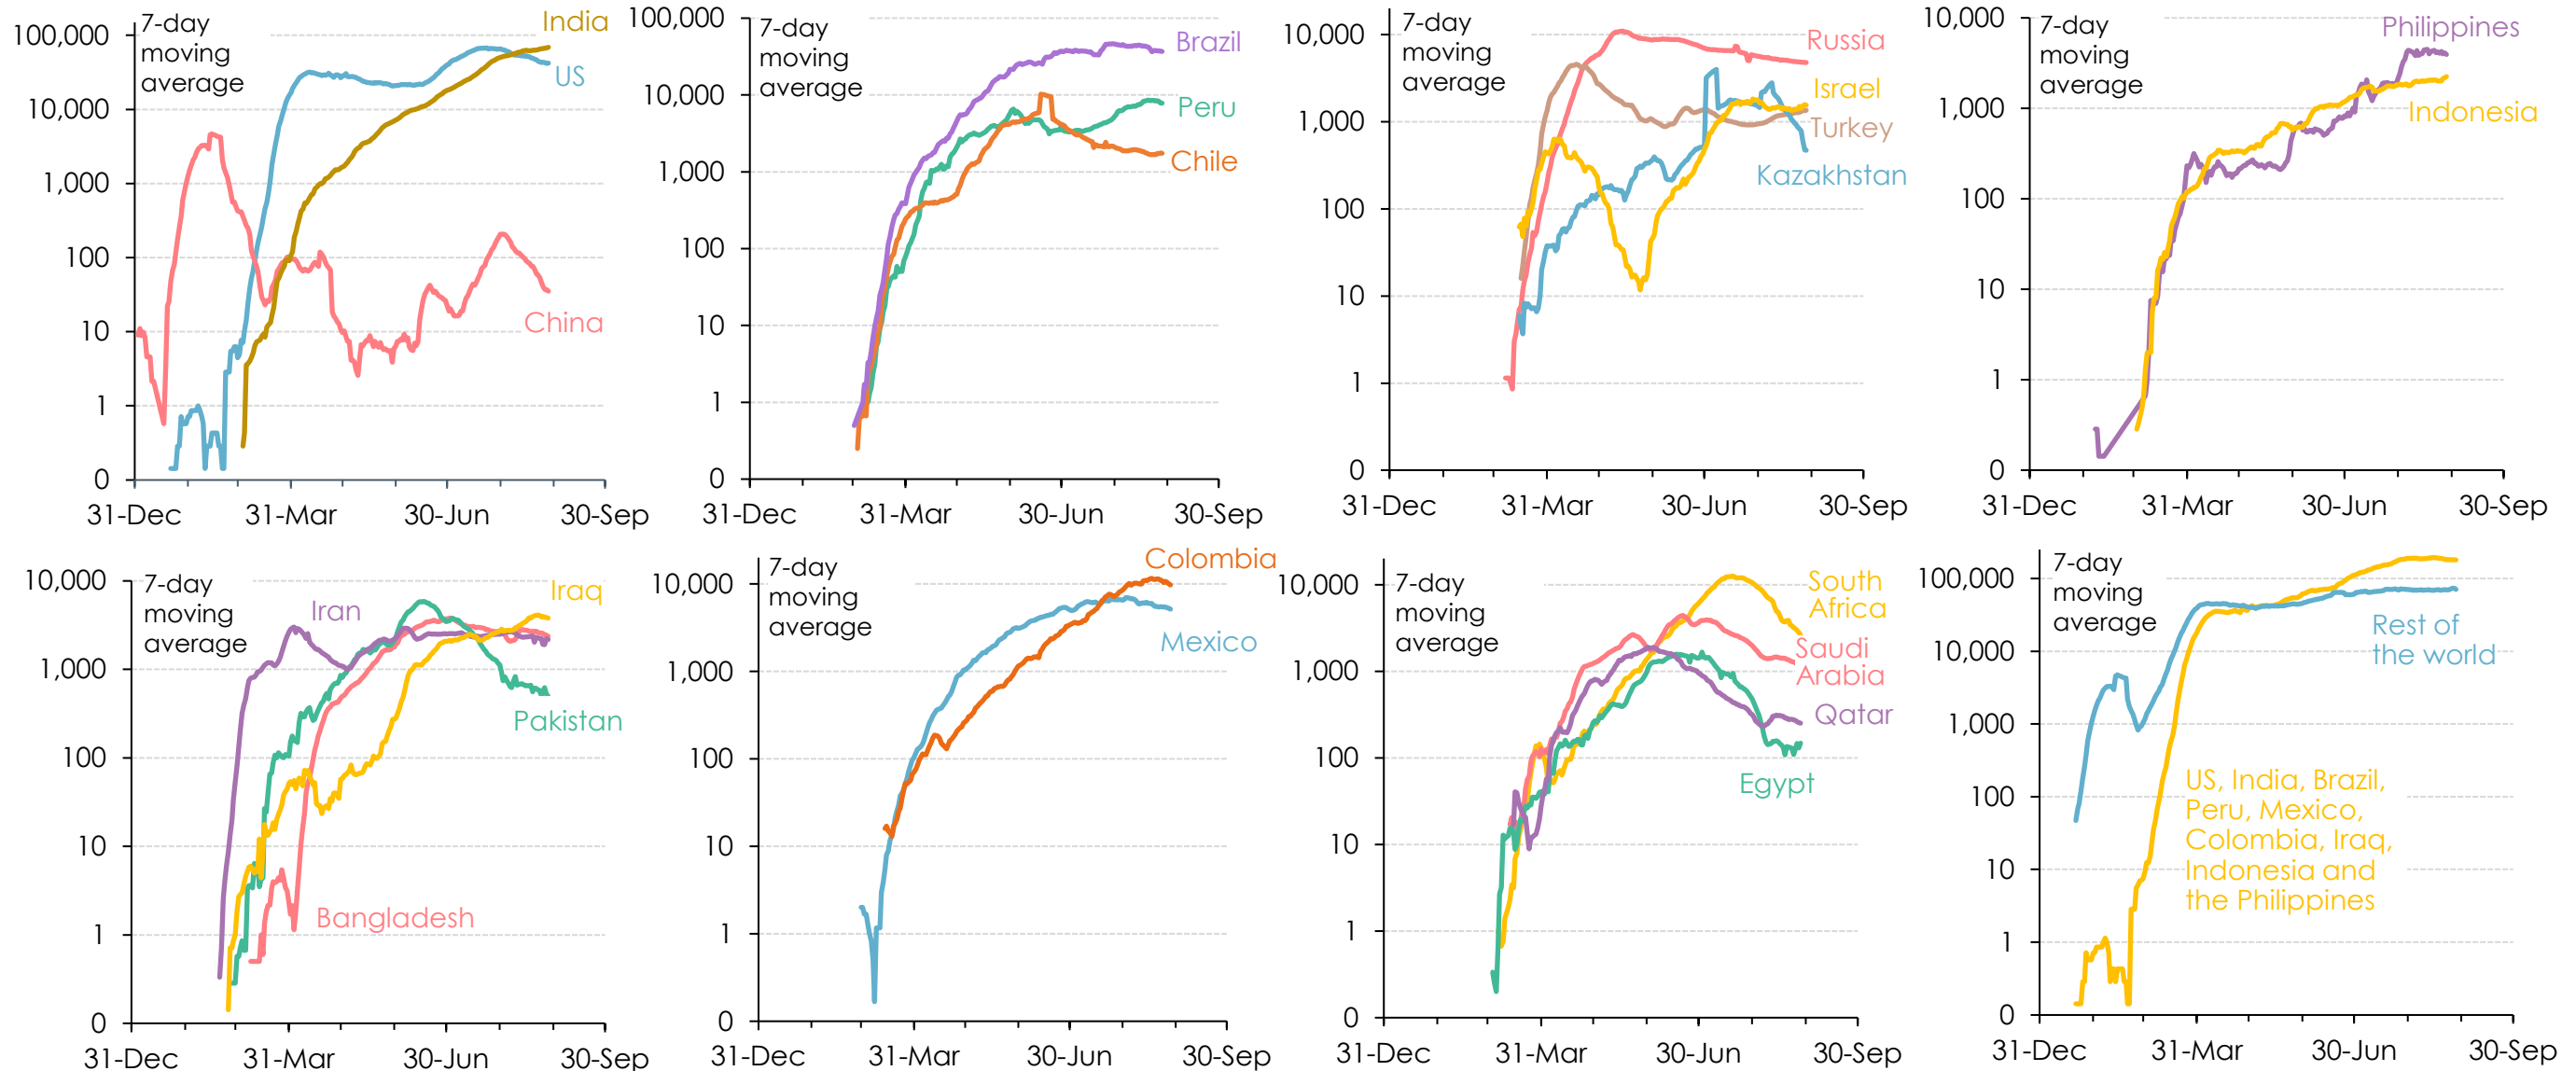 7-day
moving
average
100,000
10,000
1,000
100
10
1
0
31-Dec
31-Mar
30-Jun
30-Sep
India
US
China
7-day
moving
average
100,000
10,000
1,000
100
10
1
0
31-Dec
31-Mar
30-Jun
30-Sep
Brazil
Peru
Chile
7-day
moving
average
10,000
1,000
100
10
1
0
31-Dec
31-Mar
30-Jun
30-Sep
Russia
Israel
Turkey
Kazakhstan
7-day
moving
average
10,000
1,000
100
10
1
0
31-Dec
31-Mar
30-Jun
30-Sep
Philippines
Indonesia
7-day
moving
average
10,000
1,000
100
10
1
0
31-Dec
31-Mar
30-Jun
30-Sep
Iran
Iraq
Pakistan
Bangladesh
7-day
moving
average
10,000
1,000
100
10
1
0
31-Dec
31-Mar
30-Jun
30-Sep
Colombia
Mexico
7-day
moving
average
10,000
1,000
100
10
1
0
31-Dec
31-Mar
30-Jun
30-Sep
South
Africa
Saudi
Arabia
Qatar
Egypt
7-day
moving
average
100,000
10,000
1,000
100
10
1
0
31-Dec
31-Mar
30-Jun
30-Sep
Rest of
the world
US, India, Brazil,
Peru, Mexico,
Colombia, Iraq,
Indonesia and
the Philippines